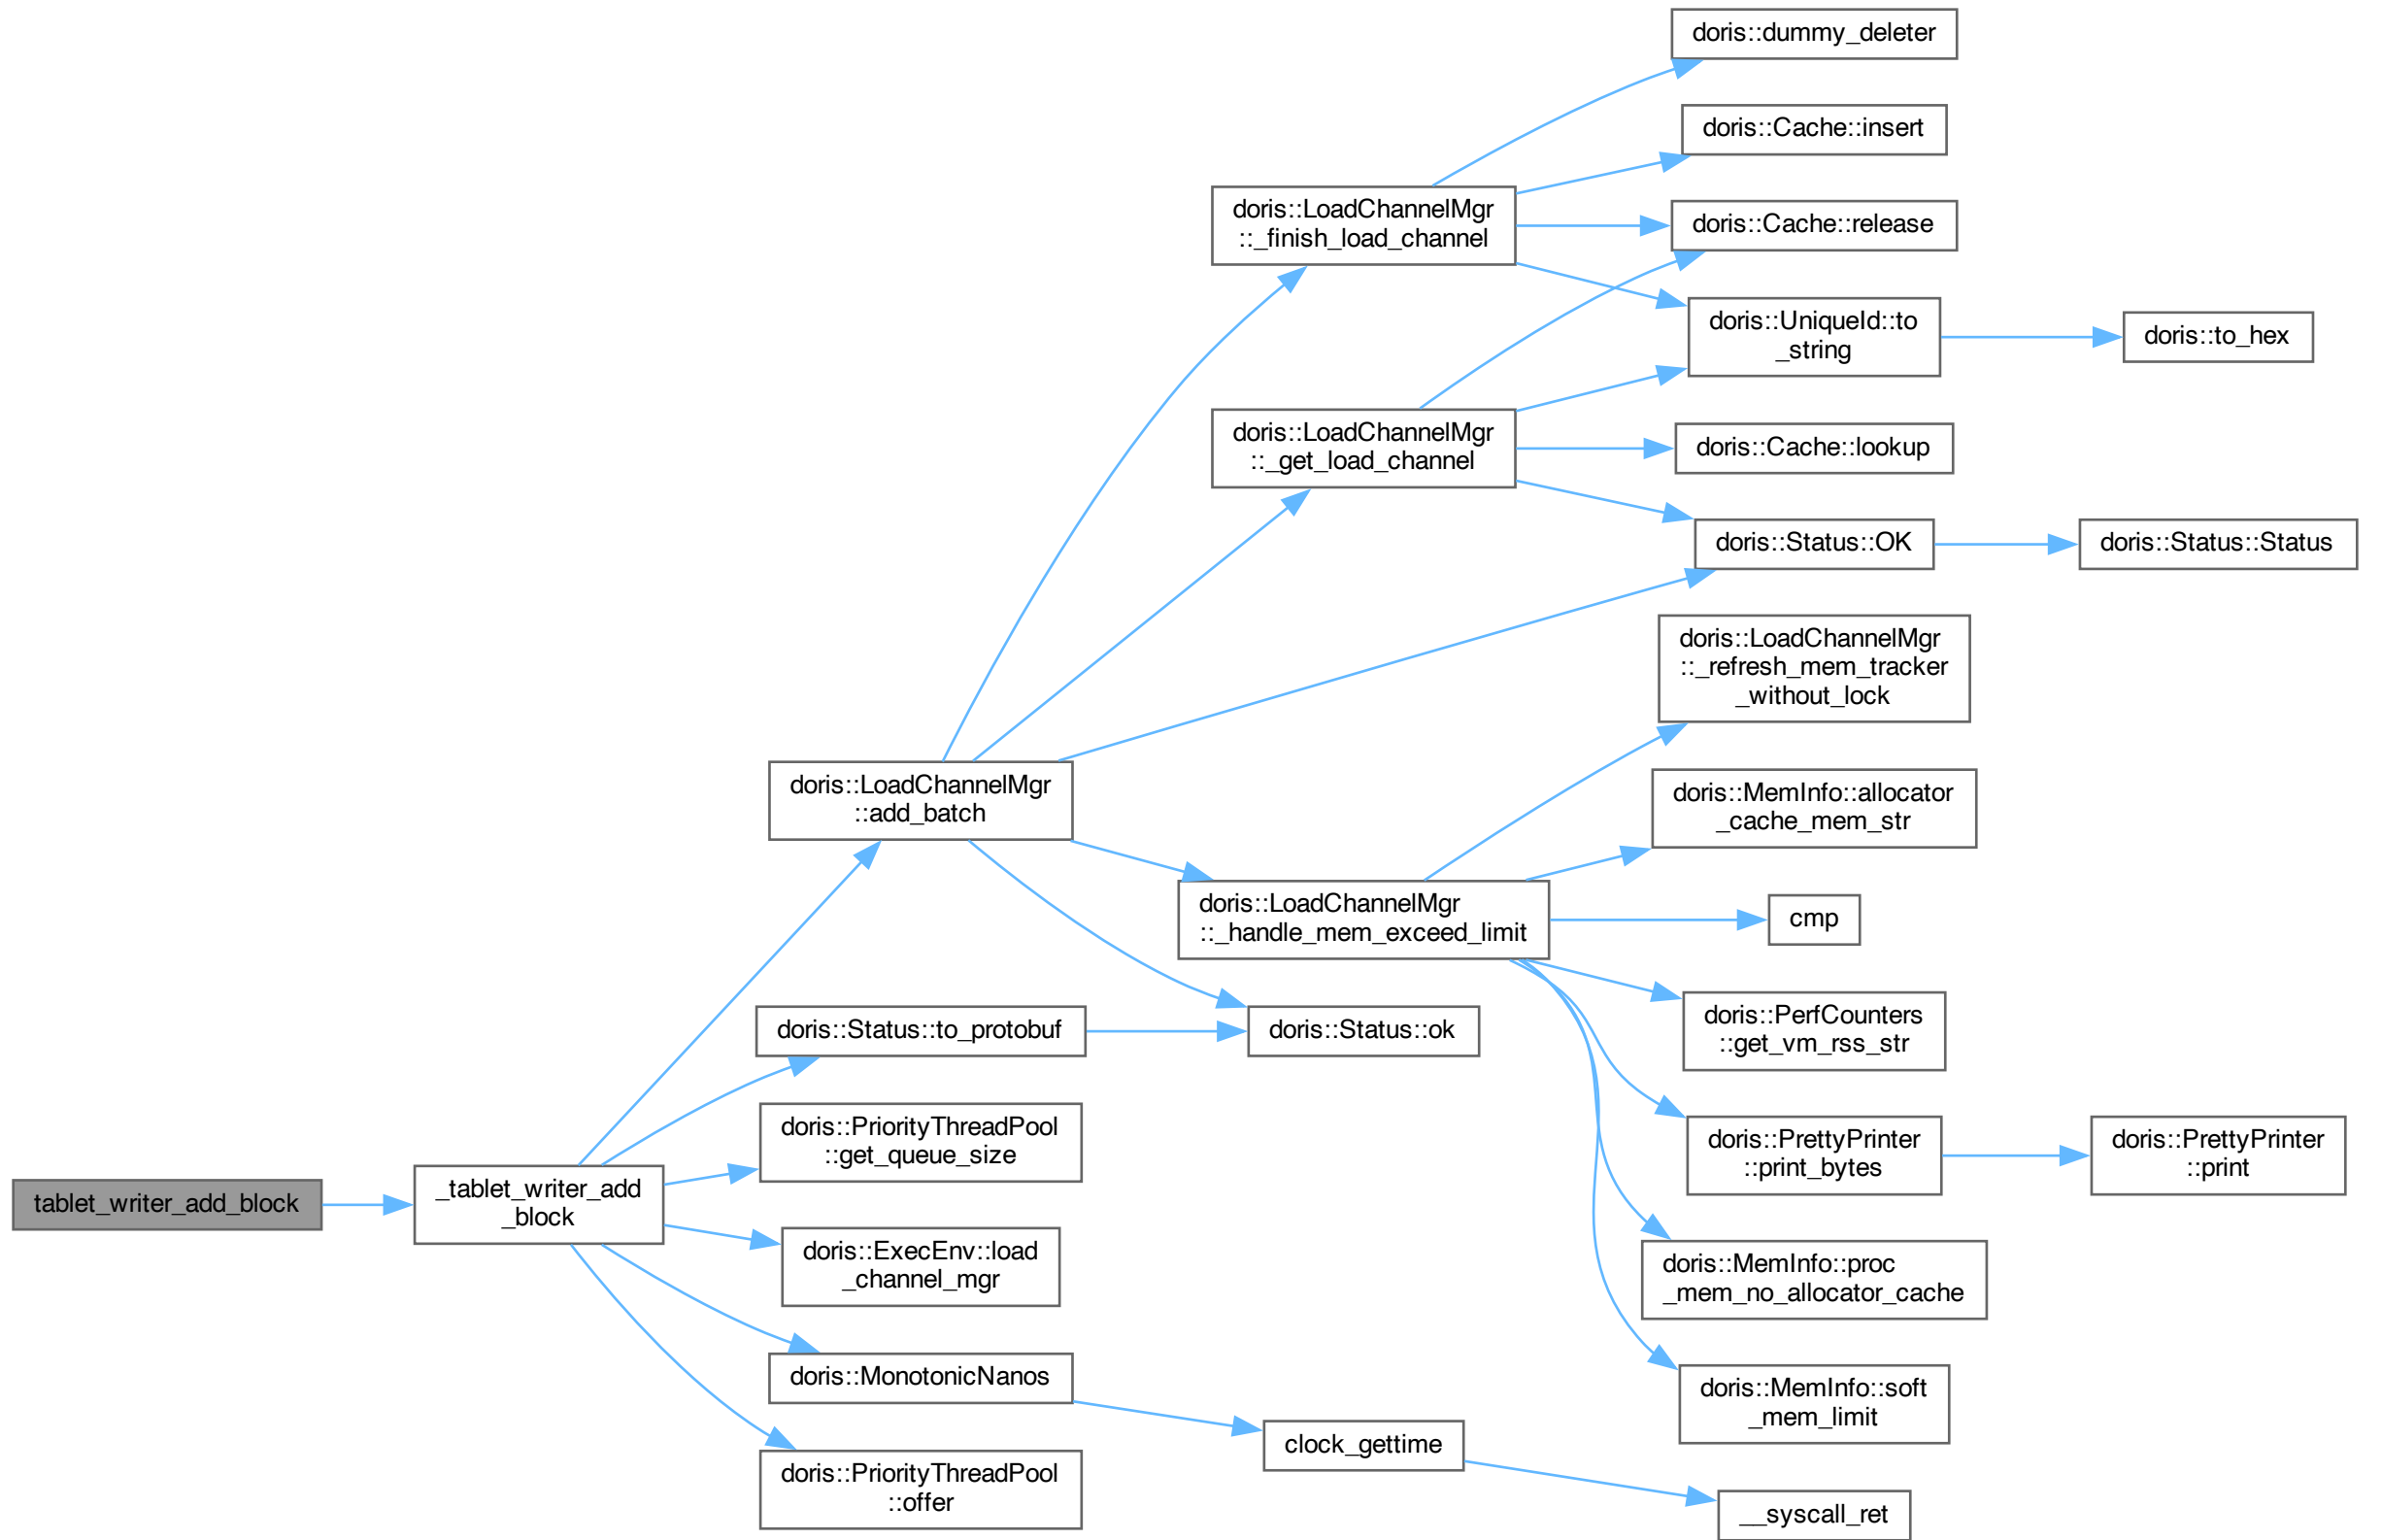 doris::dummy_deleter
doris::Cache::insert
doris::LoadChannelMgr
::_finish_load_channel
doris::Cache::release
doris::UniqueId::to
_string
doris::to_hex
doris::LoadChannelMgr
::_get_load_channel
doris::Cache::lookup
doris::Status::OK
doris::Status::Status
doris::LoadChannelMgr
::_refresh_mem_tracker
_without_lock
doris::LoadChannelMgr
::add_batch
doris::MemInfo::allocator
_cache_mem_str
doris::LoadChannelMgr
::_handle_mem_exceed_limit
cmp
doris::Status::to_protobuf
doris::Status::ok
doris::PerfCounters
::get_vm_rss_str
doris::PriorityThreadPool
::get_queue_size
doris::PrettyPrinter
::print_bytes
doris::PrettyPrinter
::print
tablet_writer_add_block
_tablet_writer_add
_block
doris::ExecEnv::load
_channel_mgr
doris::MemInfo::proc
_mem_no_allocator_cache
doris::MonotonicNanos
doris::MemInfo::soft
_mem_limit
clock_gettime
doris::PriorityThreadPool
::offer
__syscall_ret